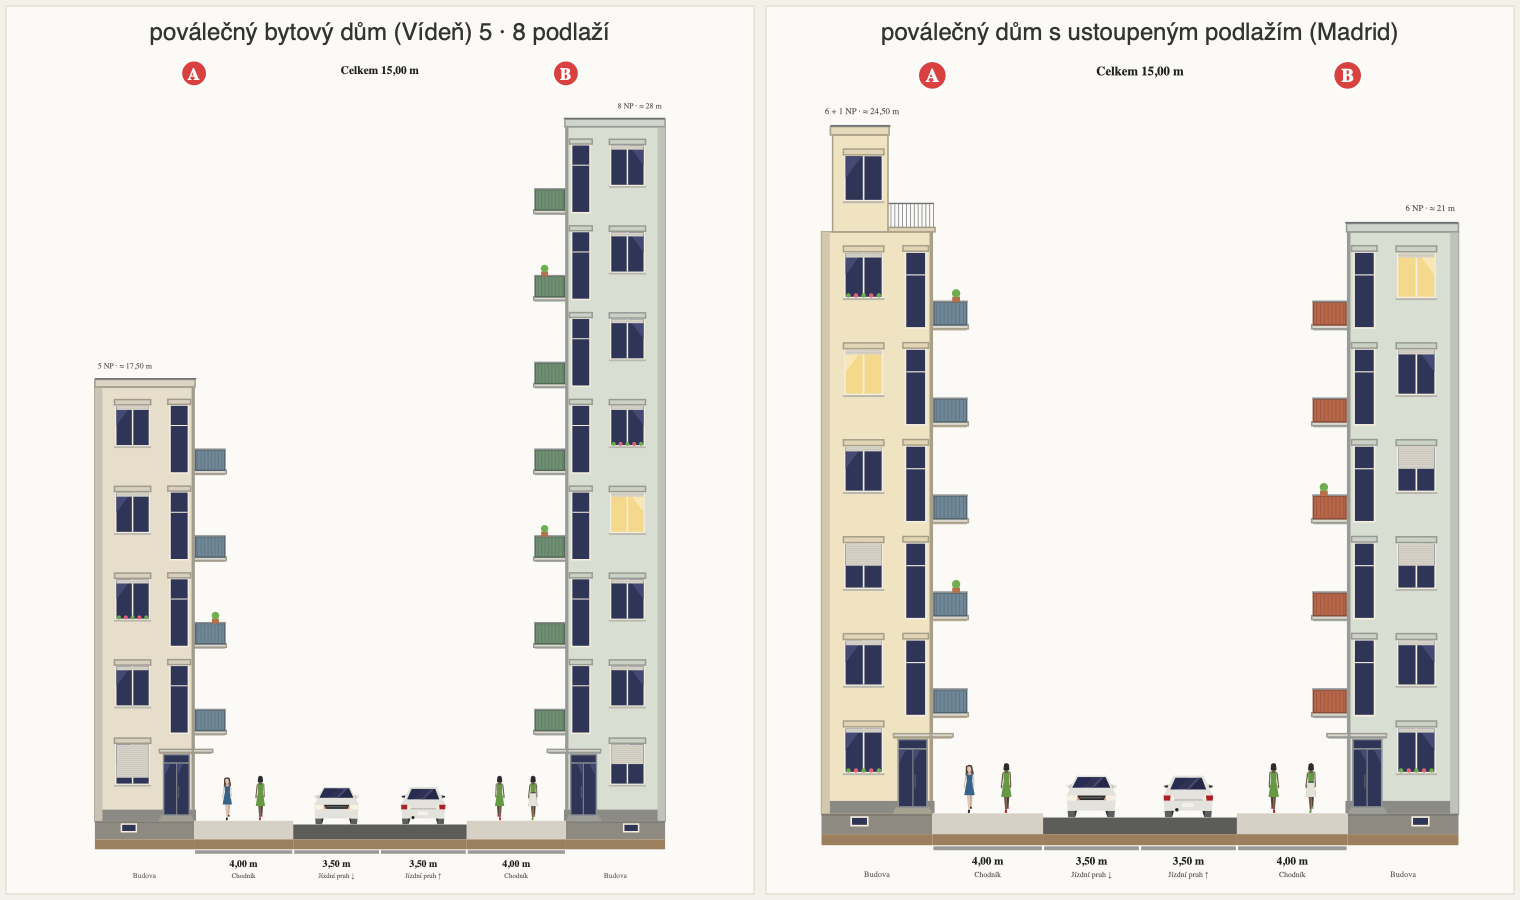 poválečný bytový dům (Vídeň) 5 · 8 podlaží
A
Celkem 15,00 m
B
8 NP · ≈ 28 m
5 NP · ≈ 17,50 m
4,00 m
3,50 m
3,50 m
4,00 m
Budova
Chodník
Jízdní pruh ↓
Jízdní pruh ↑
Chodník
Budova
poválečný dům s ustoupeným podlažím (Madrid)
A
Celkem 15,00 m
B
6 + 1 NP · ≈ 24,50 m
6 NP · ≈ 21 m
4,00 m
3,50 m
3,50 m
4,00 m
Budova
Chodník
Jízdní pruh ↓
Jízdní pruh ↑
Chodník
Budova